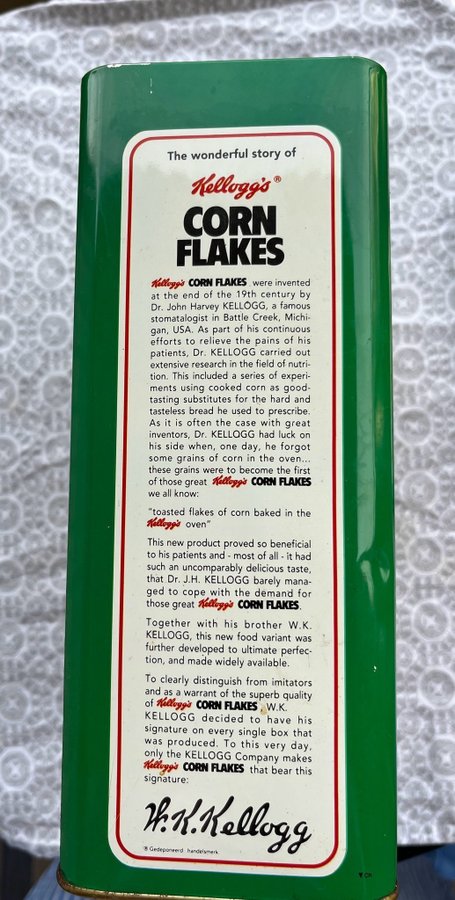 The wonderful story of
Kellogg's ®
CORN
FLAKES
Kellogg's CORN FLAKES were invented
at the end of the 19th century by
Dr. John Harvey KELLOGG, a famous
stomatalogist in Battle Creek, Michi-
gan, USA. As part of his continuous
efforts to relieve the pains of his
patients, Dr. KELLOGG carried out
extensive research in the field of nutri-
tion. This included a series of experi-
ments using cooked corn as good-
tasting substitutes for the hard and
tasteless bread he used to prescribe.
As it is often the case with great
inventors, Dr. KELLOGG had luck on
his side when, one day, he forgot
some grains of corn in the oven...
these grains were to become the first
of those great Kellogg's CORN FLAKES
we all know:
"toasted flakes of corn baked in the
Kellogg's oven"
This new product proved so beneficial
to his patients and - most of all - it had
such an uncomparably delicious taste,
that Dr. J.H. KELLOGG barely mana-
ged to cope with the demand for
those great Kellogg's CORN FLAKES.
Together with his brother W.K.
KELLOGG, this new food variant was
further developed to ultimate perfec-
tion, and made widely available.
To clearly distinguish from imitators
and as a warrant of the superb quality
of Kellogg's CORN FLAKES, W.K.
KELLOGG decided to have his
signature on every single box that
was produced. To this very day,
only the KELLOGG Company makes
Kellogg's CORN FLAKES that bear this
signature:
W.K.Kellogg
® Gedeponeerd handelsmerk